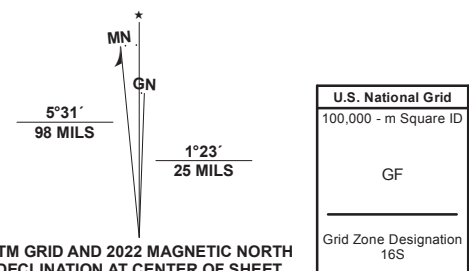 ★
MN
GN
5°31´
98 MILS
1°23´
25 MILS
TM GRID AND 2022 MAGNETIC NORTH
DECLINATION AT CENTER OF SHEET
U.S. National Grid
100,000 - m Square ID
GF
Grid Zone Designation
16S